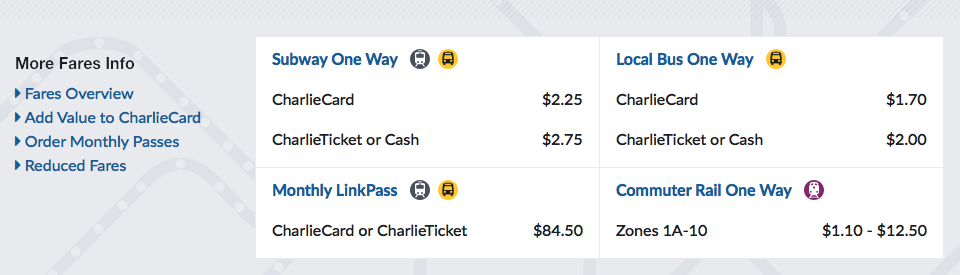 More Fares Info
Fares Overview
Add Value to CharlieCard
Order Monthly Passes
Reduced Fares
Subway One Way
CharlieCard $2.25
CharlieTicket or Cash $2.75
Local Bus One Way
CharlieCard $1.70
CharlieTicket or Cash $2.00
Monthly LinkPass
CharlieCard or CharlieTicket $84.50
Commuter Rail One Way
Zones 1A-10 $1.10 - $12.50